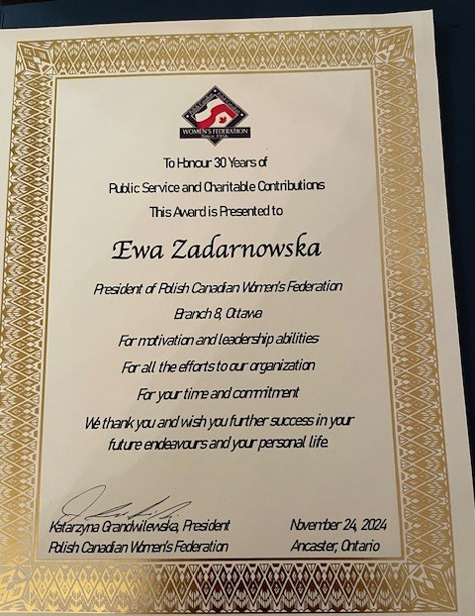 WOMEN'S FEDERATION
Since 1956
To Honour 30 Years of
Public Service and Charitable Contributions
This Award is Presented to
Ewa Zadarnowska
President of Polish Canadian Women's Federation
Branch 8, Ottawa
For motivation and leadership abilities
For all the efforts to our organization
For your time and commitment
We thank you and wish you further success in your
future endeavours and your personal life.
Katarzyna Grandwilewska, President
Polish Canadian Women's Federation
November 24, 2024
Ancaster, Ontario